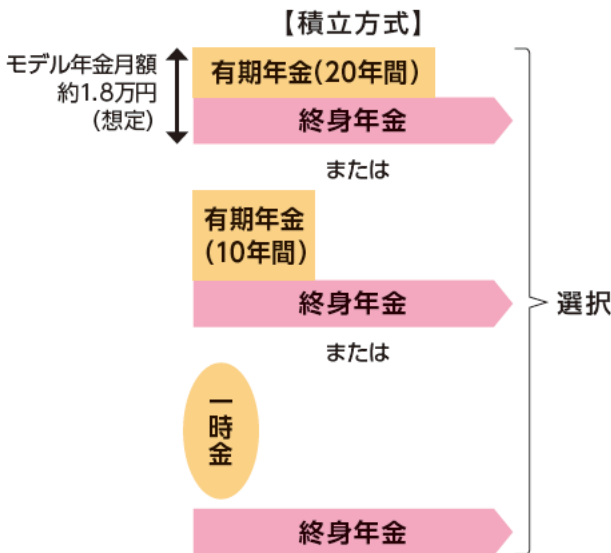 【積立方式】
モデル年金月額
約1.8万円
(想定)
有期年金(20年間)
終身年金
または
有期年金
(10年間)
終身年金
または
一時金
終身年金
選択